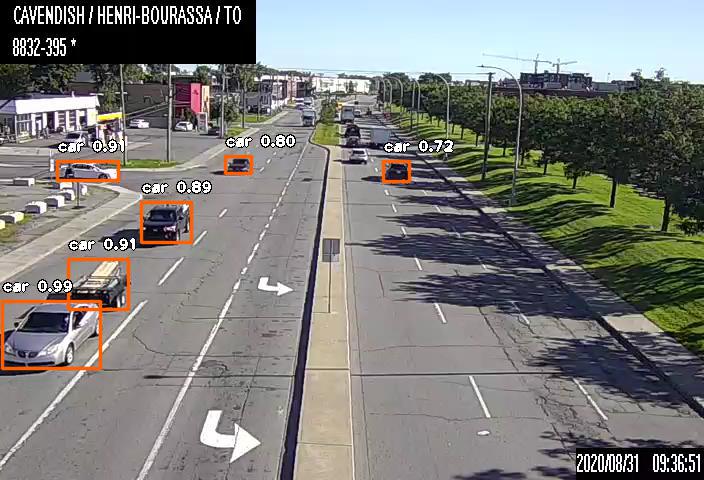 CAVENDISH / HENRI-BOURASSA / TO
8832-395 *
car 0.91
car 0.80
car 0.72
car 0.89
car 0.91
car 0.99
2020/08/31 09:36:51